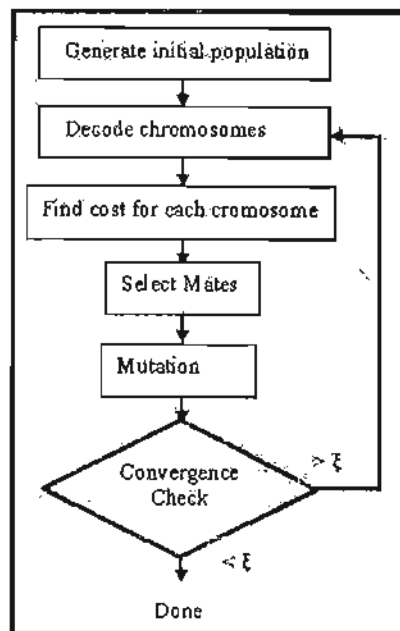 Generate initial population
Decode chromosomes
Find cost for each cromosome
Select Mates
Mutation
Convergence
Check
> ξ
< ξ
Done